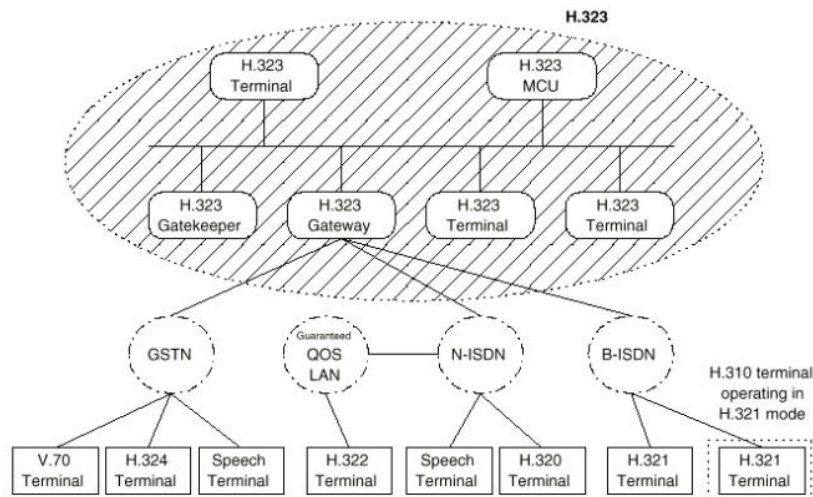 H.323
H.323
Terminal
H.323
MCU
H.323
Gatekeeper
H.323
Gateway
H.323
Terminal
H.323
Terminal
GSTN
Guaranteed
QOS
LAN
N-ISDN
B-ISDN
H.310 terminal
operating in
H.321 mode
V.70
Terminal
H.324
Terminal
Speech
Terminal
H.322
Terminal
Speech
Terminal
H.320
Terminal
H.321
Terminal
H.321
Terminal